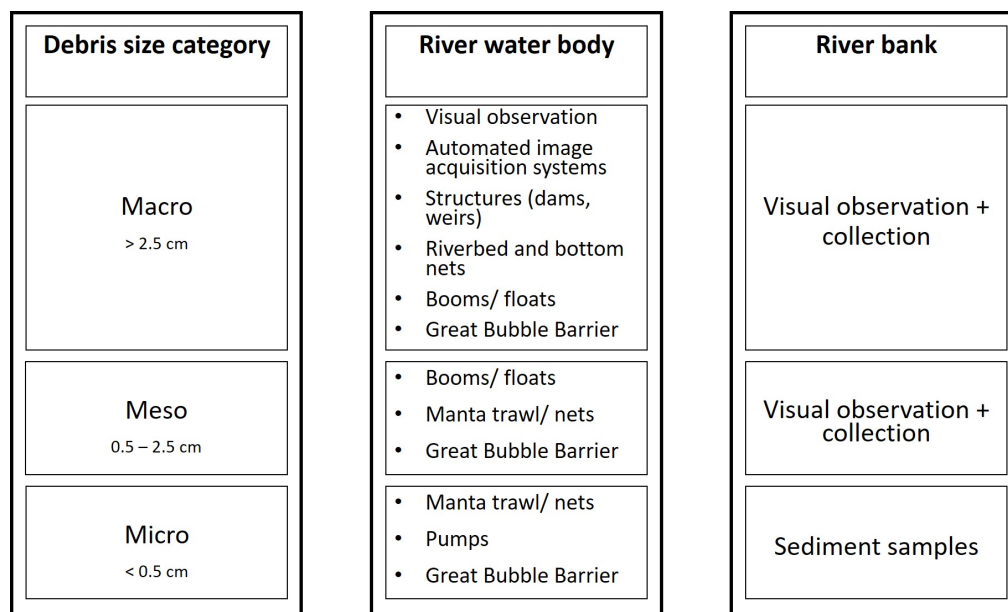 Debris size category
River water body
River bank
Macro
> 2.5 cm
• Visual observation
• Automated image
acquisition systems
• Structures (dams,
weirs)
• Riverbed and bottom
nets
• Booms/ floats
• Great Bubble Barrier
Visual observation +
collection
Meso
0.5 – 2.5 cm
• Booms/ floats
• Manta trawl/ nets
• Great Bubble Barrier
Visual observation +
collection
Micro
< 0.5 cm
• Manta trawl/ nets
• Pumps
• Great Bubble Barrier
Sediment samples